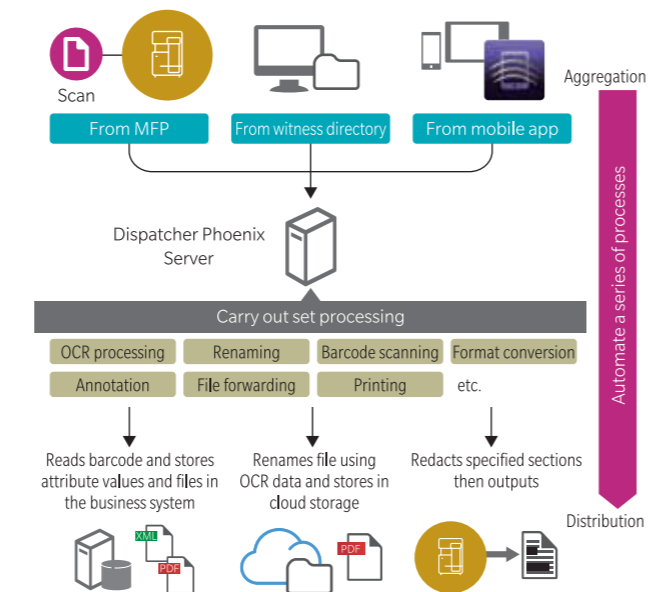 Scan
Aggregation
From MFP
From witness directory
From mobile app
Dispatcher Phoenix
Server
Automate a series of processes
Carry out set processing
OCR processing
Renaming
Barcode scanning
Format conversion
Annotation
File forwarding
Printing
etc.
Reads barcode and stores
attribute values and files in
the business system
Renames file using
OCR data and stores in
cloud storage
Redacts specified sections
then outputs
Distribution
XML
PDF
PDF